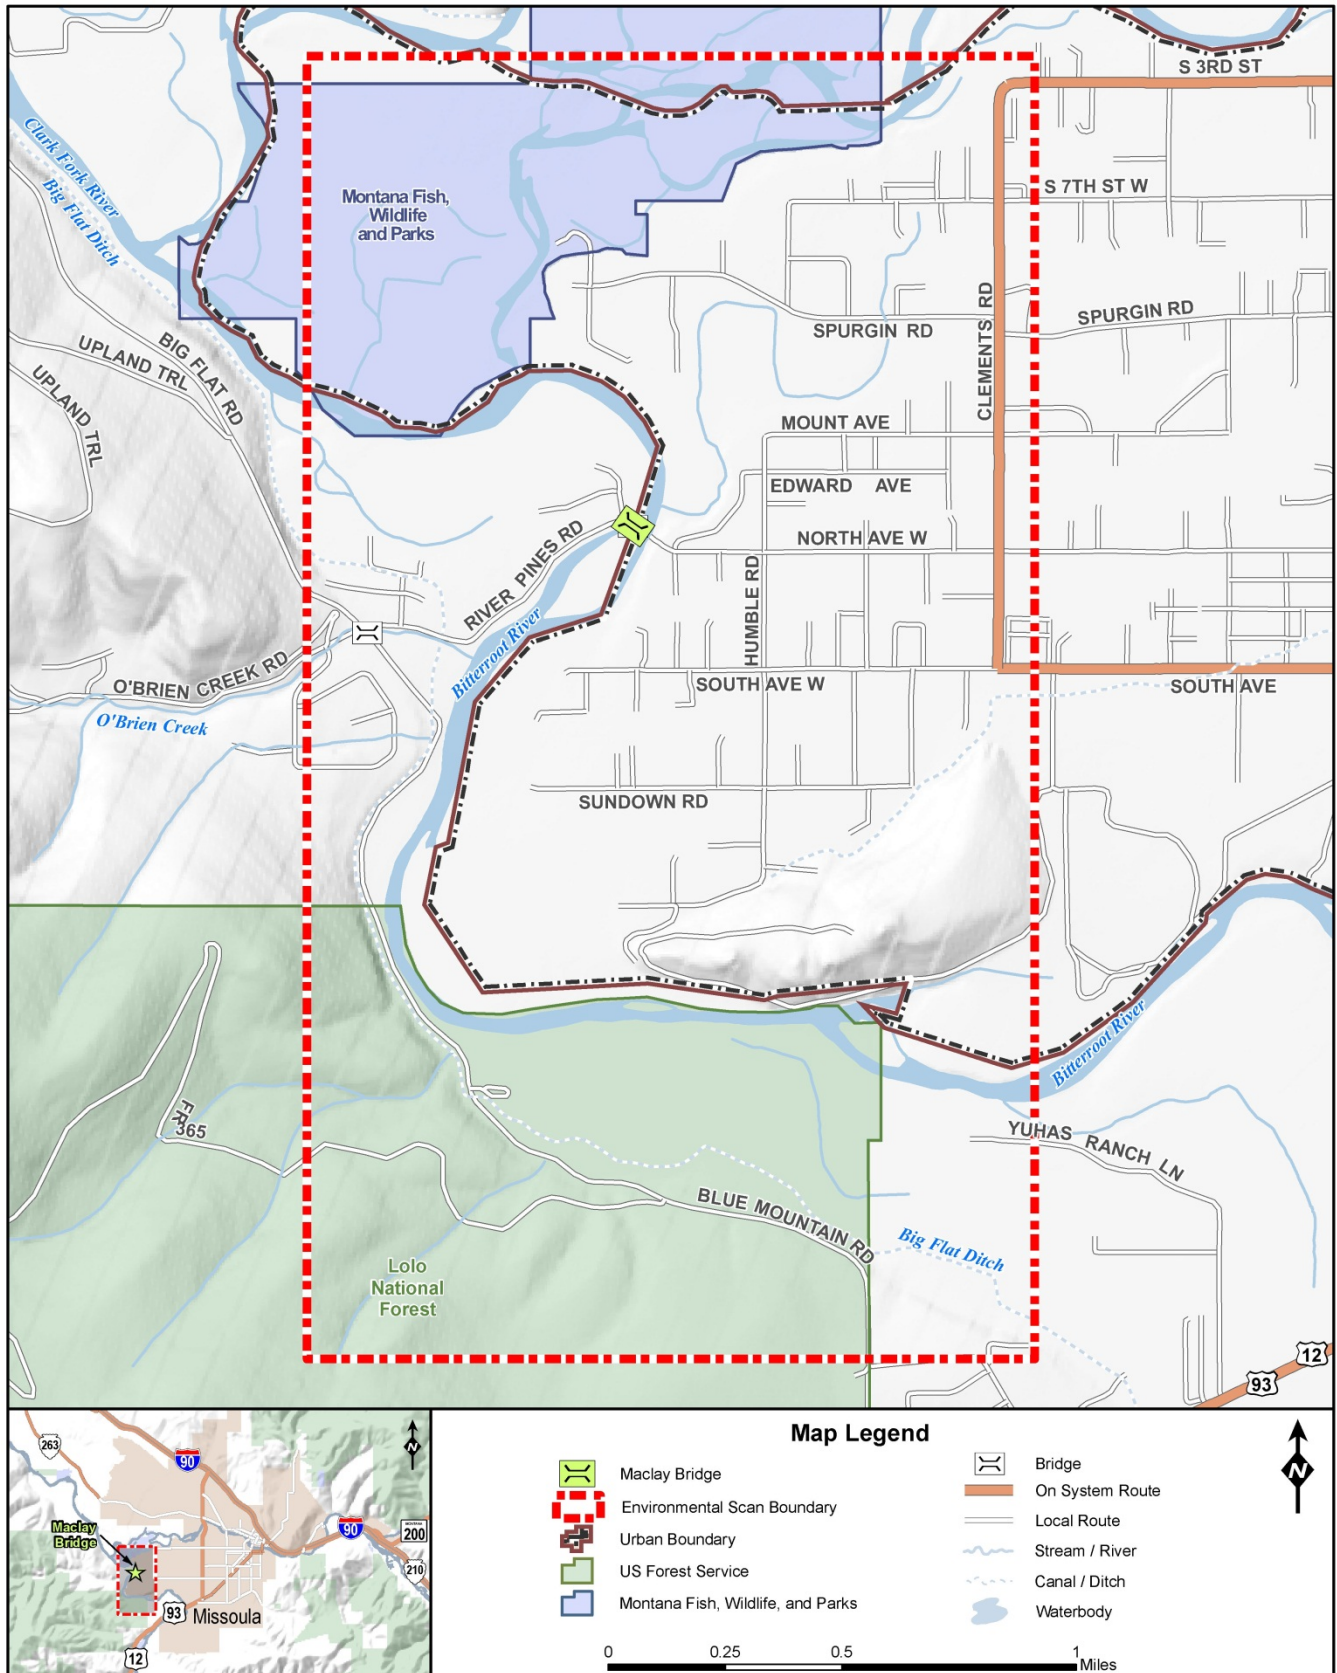 S 3RD ST
Clark Fork River
Big Flat Ditch
Montana Fish,
Wildlife
and Parks
S 7TH ST W
CLEMENTS RD
SPURGIN RD
SPURGIN RD
UPLAND TRL
BIG FLAT RD
UPLAND TRL
MOUNT AVE
EDWARD AVE
NORTH AVE W
RIVER PINES RD
HUMBLE RD
Bitterroot River
O'BRIEN CREEK RD
O'Brien Creek
SOUTH AVE W
SOUTH AVE
SUNDOWN RD
Bitterroot River
FR 365
YUHAS RANCH LN
BLUE MOUNTAIN RD
Big Flat Ditch
Lolo
National
Forest
12
93
263
90
90
MONTANA
200
210
Maclay
Bridge
93
Missoula
12
N
Map Legend
Maclay Bridge
Environmental Scan Boundary
Urban Boundary
US Forest Service
Montana Fish, Wildlife, and Parks
Bridge
On System Route
Local Route
Stream / River
Canal / Ditch
Waterbody
N
0 0.25 0.5 1
Miles